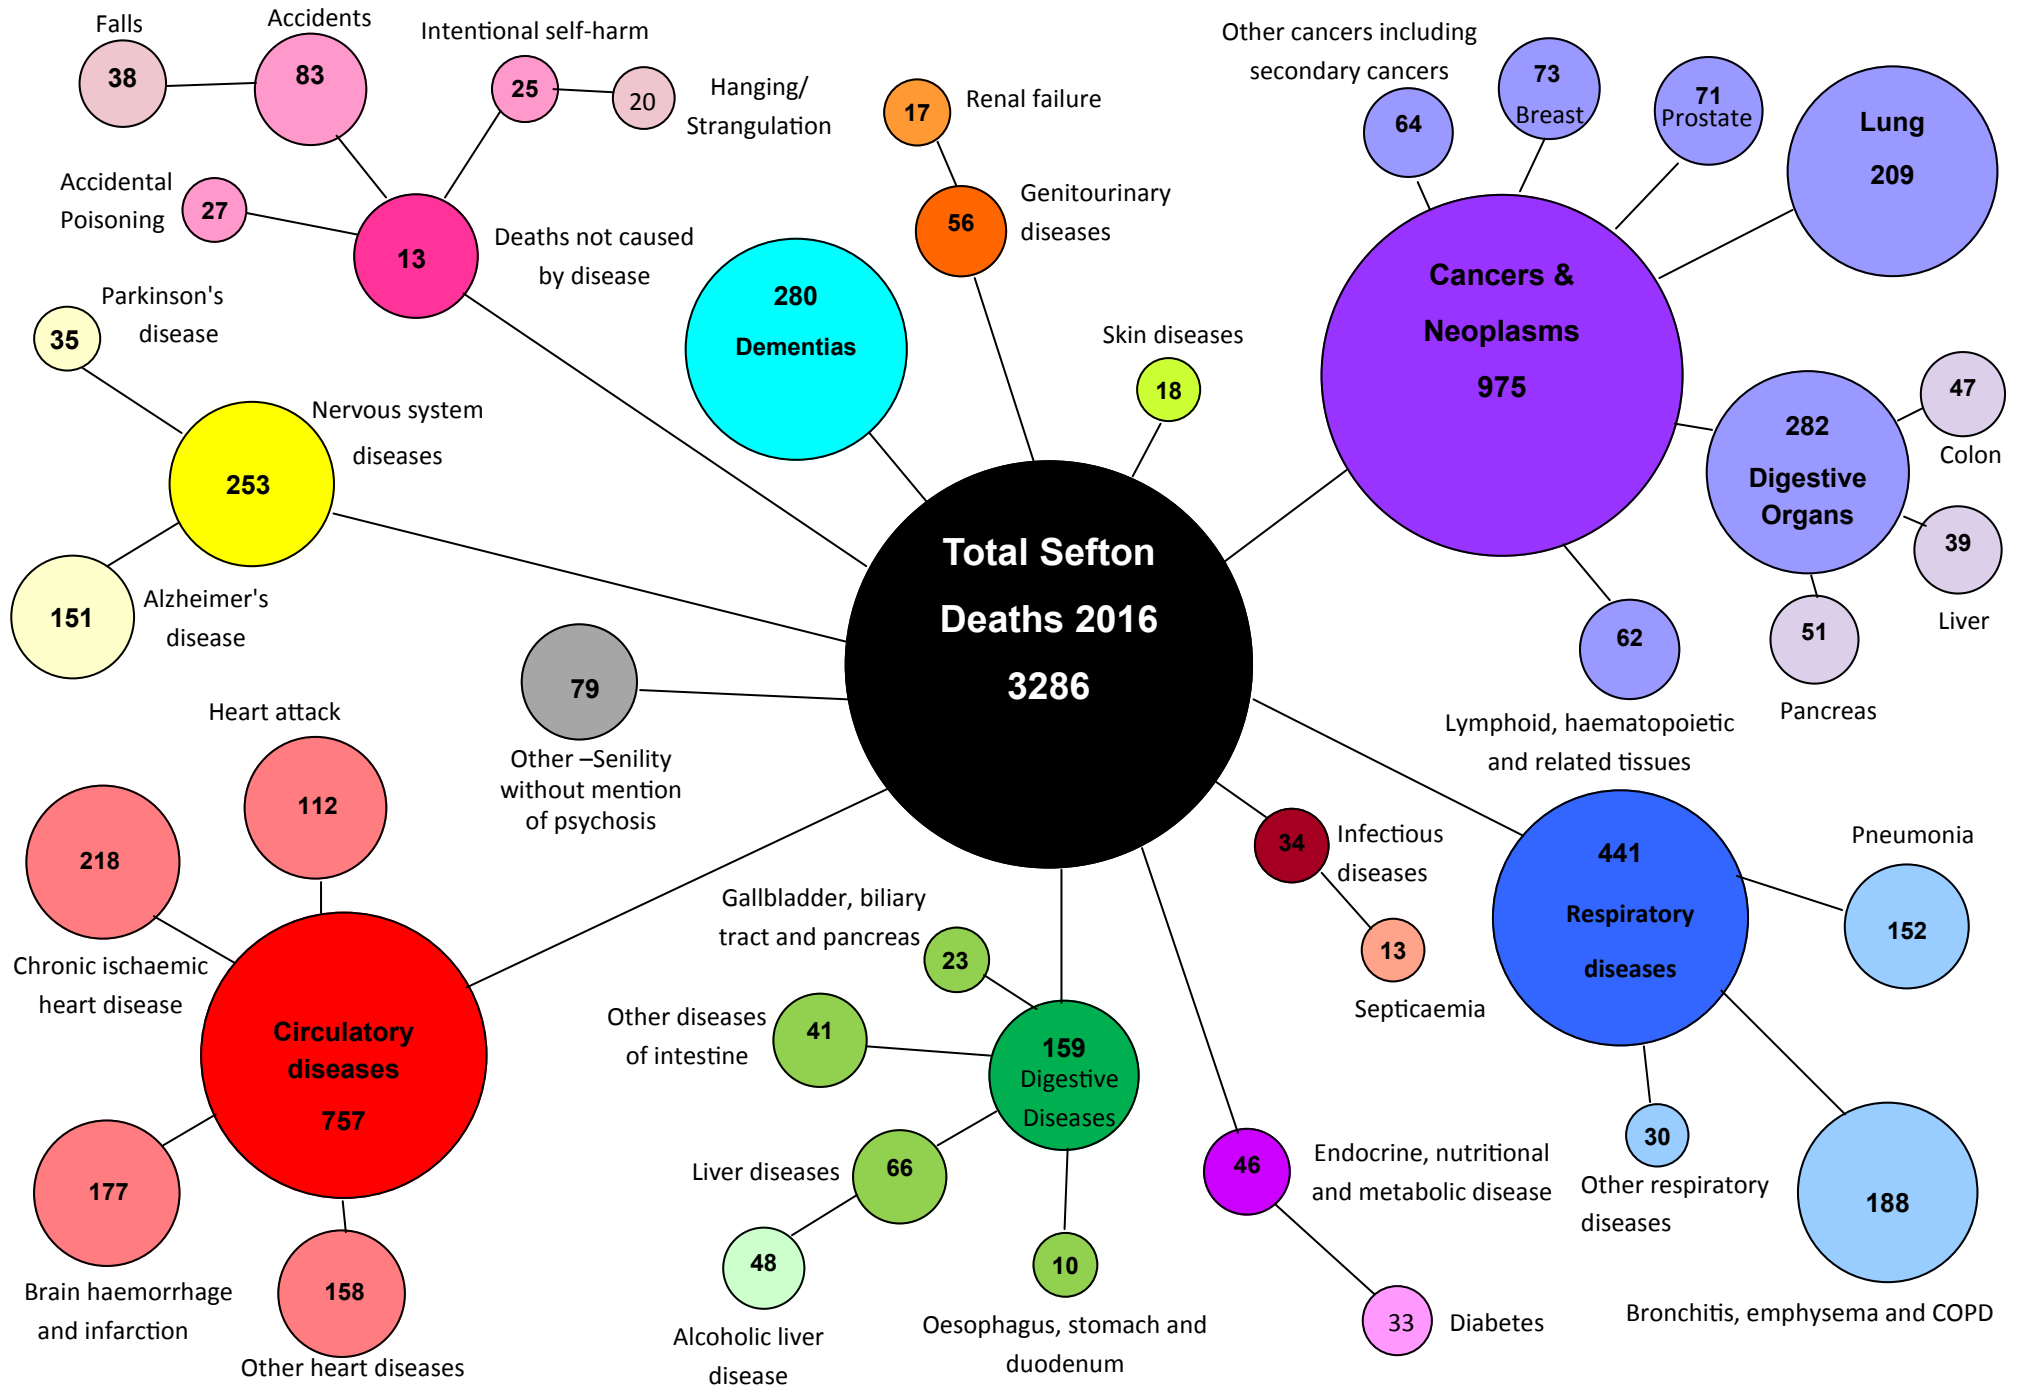 Falls
38
Accidents
83
Intentional self-harm
25
20
Hanging/
Strangulation
Accidental
Poisoning
27
13
Deaths not caused
by disease
17
Renal failure
56
Genitourinary
diseases
280
Dementias
Skin diseases
18
Other cancers including
secondary cancers
64
73
Breast
71
Prostate
Lung
209
Cancers &
Neoplasms
975
282
Digestive
Organs
47
Colon
39
Liver
51
Pancreas
62
Lymphoid, haematopoietic
and related tissues
Parkinson's
disease
35
Nervous system
diseases
253
151
Alzheimer's
disease
Total Sefton
Deaths 2016
3286
79
Other –Senility
without mention
of psychosis
Heart attack
112
218
Chronic ischaemic
heart disease
Circulatory
diseases
757
177
Brain haemorrhage
and infarction
158
Other heart diseases
Gallbladder, biliary
tract and pancreas
23
Other diseases
of intestine
41
159
Digestive
Diseases
Liver diseases
66
48
Alcoholic liver
disease
10
Oesophagus, stomach and
duodenum
34
Infectious
diseases
13
Septicaemia
46
Endocrine, nutritional
and metabolic disease
33
Diabetes
441
Respiratory
diseases
Pneumonia
152
30
Other respiratory
diseases
188
Bronchitis, emphysema and COPD